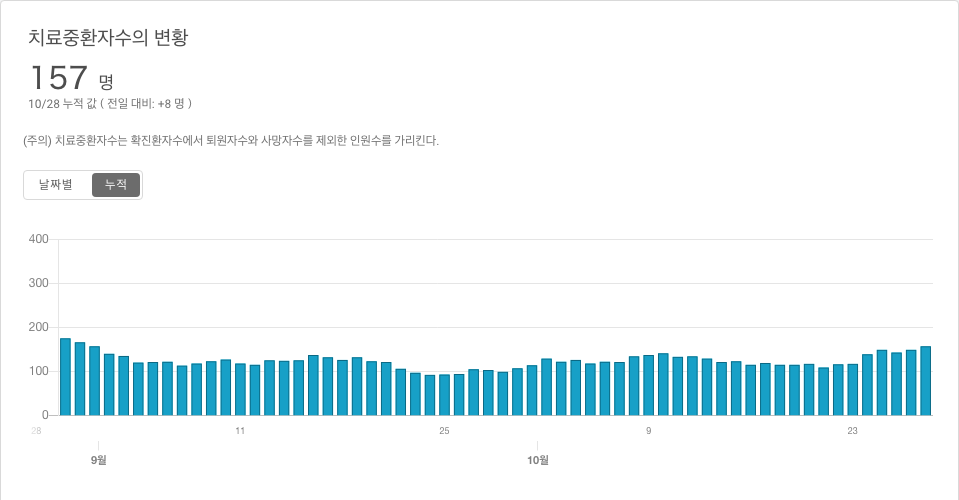 치료중환자수의 변황
157 명
10/28 누적 값 ( 전일 대비: +8 명 )
(주의) 치료중환자수는 확진환자수에서 퇴원자수와 사망자수를 제외한 인원수를 가리킨다.
날짜별 누적
400
300
200
100
0
28 11 25 9 23
9월 10월